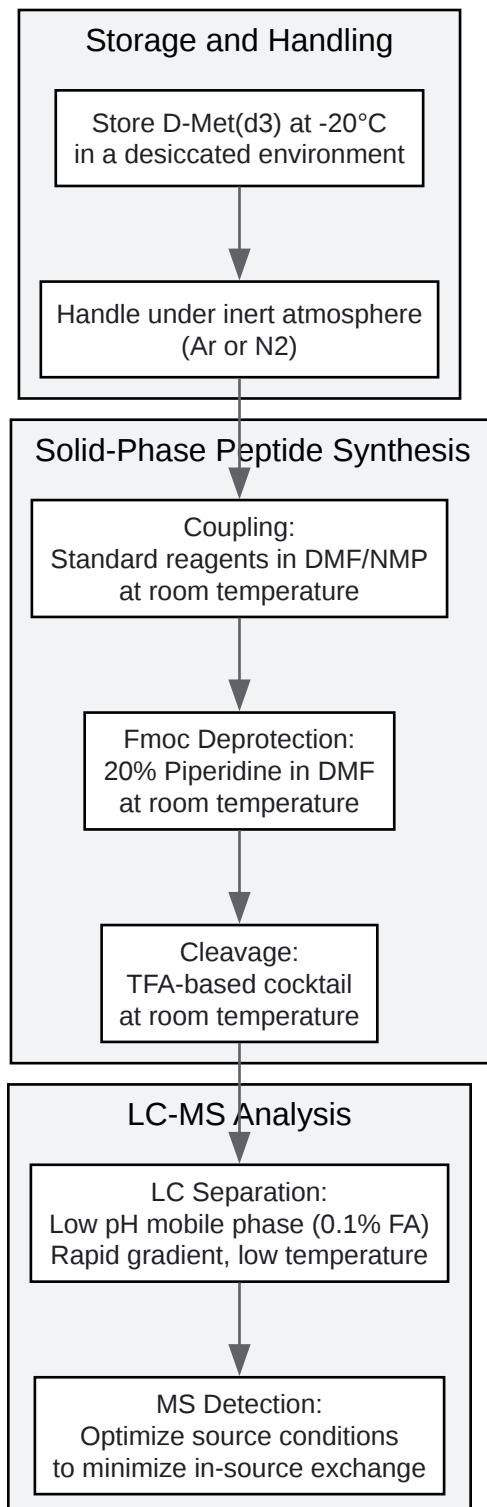 Storage and Handling
Store D-Met(d3) at -20°C
in a desiccated environment
Handle under inert atmosphere
(Ar or N2)
Solid-Phase Peptide Synthesis
Coupling:
Standard reagents in DMF/NMP
at room temperature
Fmoc Deprotection:
20% Piperidine in DMF
at room temperature
Cleavage:
TFA-based cocktail
at room temperature
LC-MS Analysis
LC Separation:
Low pH mobile phase (0.1% FA)
Rapid gradient, low temperature
MS Detection:
Optimize source conditions
to minimize in-source exchange